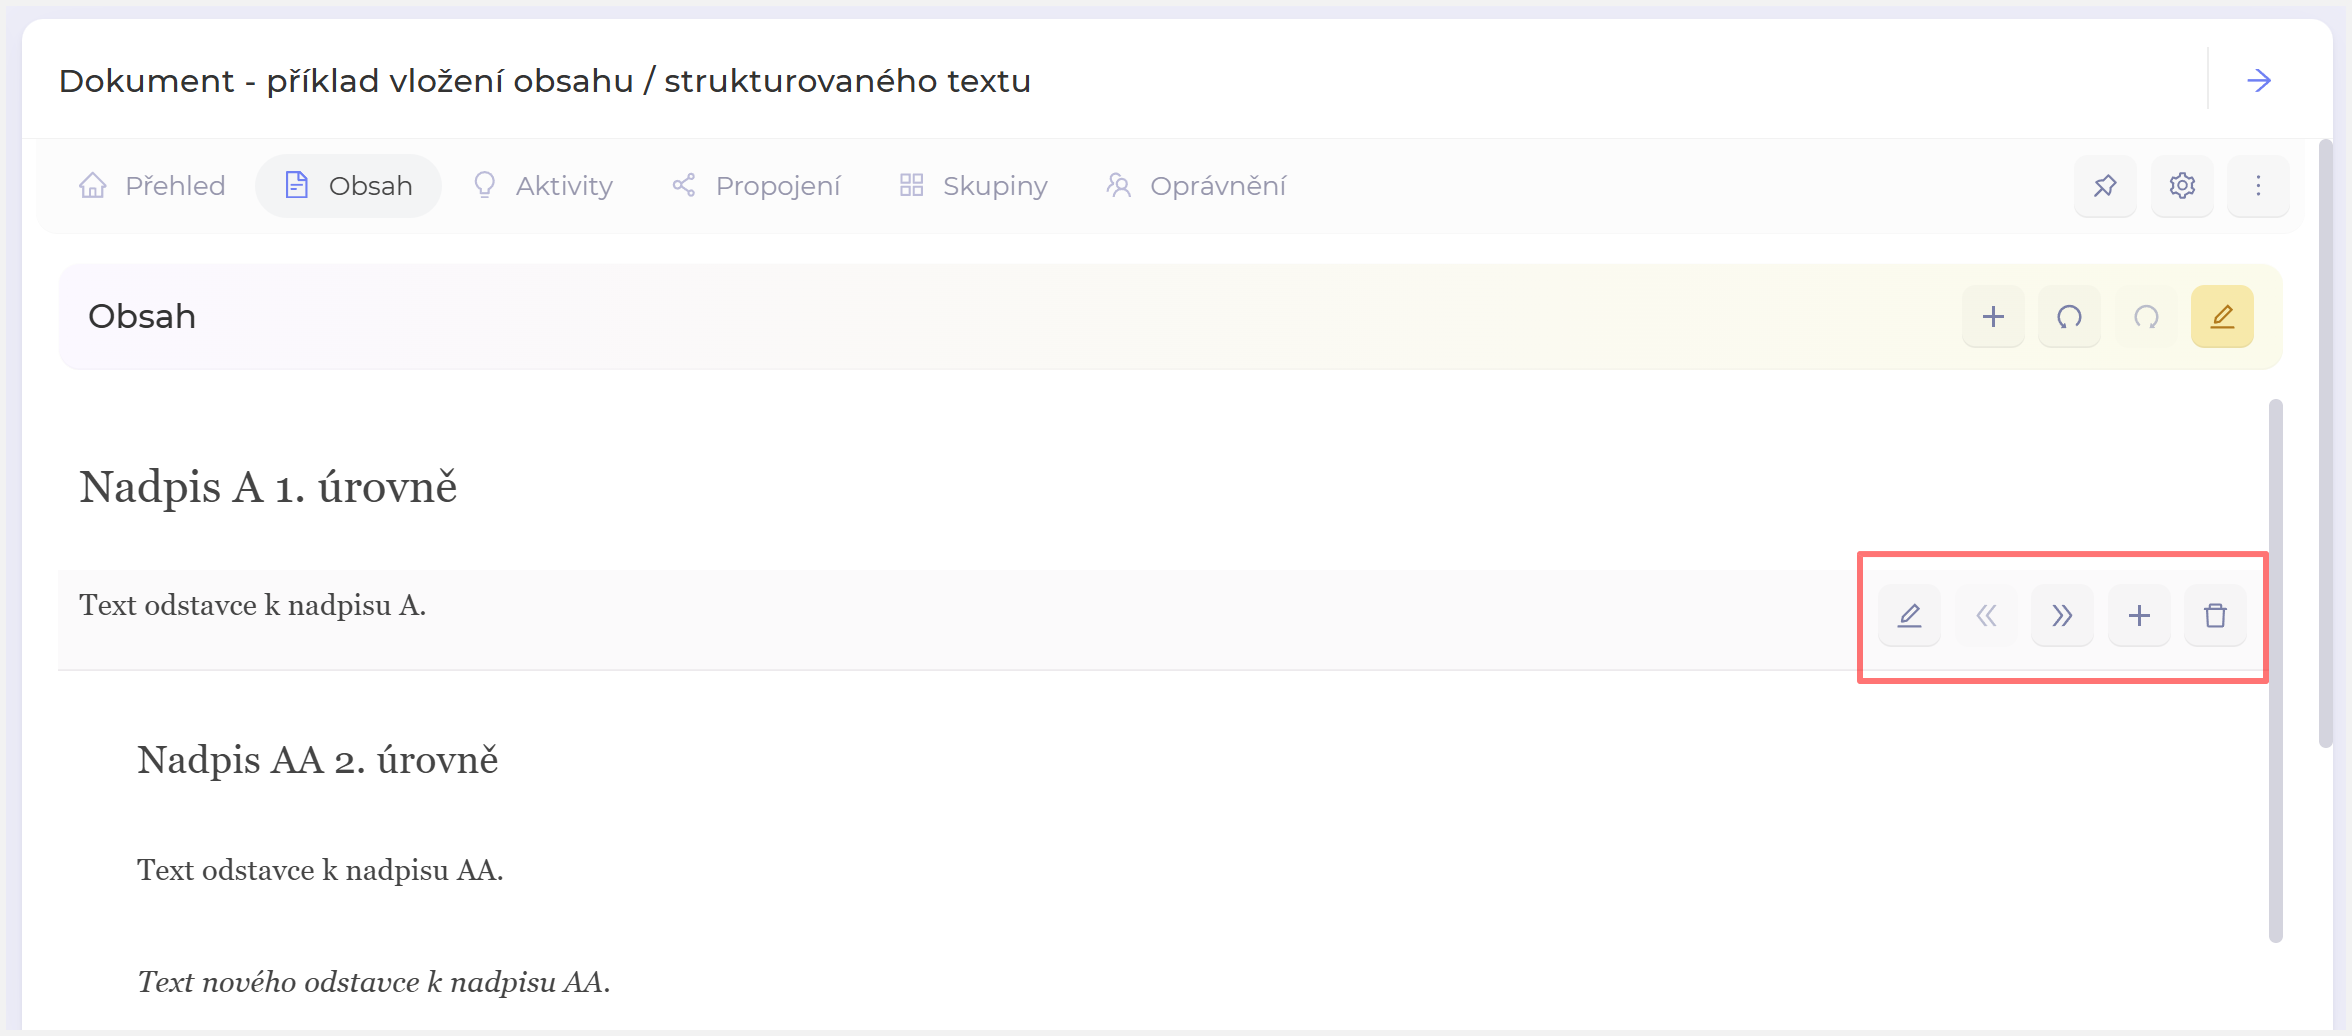 Dokument - příklad vložení obsahu / strukturovaného textu
Přehled Obsah Aktivity Propojení Skupiny Oprávnění
Obsah
Nadpis A 1. úrovně
Text odstavce k nadpisu A.
Nadpis AA 2. úrovně
Text odstavce k nadpisu AA.
Text nového odstavce k nadpisu AA.